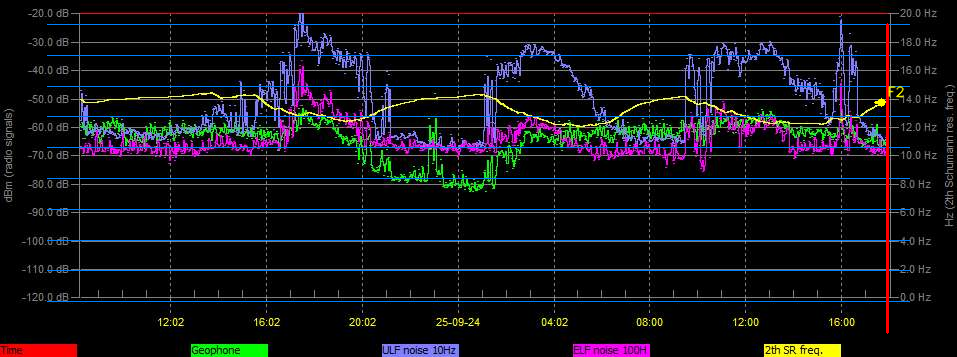 -20.0 dB 20.0 Hz
-30.0 dB 18.0 Hz
-40.0 dB 16.0 Hz
-50.0 dB 14.0 Hz
F2
-60.0 dB 12.0 Hz
-70.0 dB 10.0 Hz
-80.0 dB 8.0 Hz
-90.0 dB 6.0 Hz
-100.0 dB 4.0 Hz
-110.0 dB 2.0 Hz
-120.0 dB 0.0 Hz
dBm (radio signals)
Hz (2th Schumann res. freq.)
12:02 16:02 20:02 25-09-24 04:02 08:00 12:00 16:00
Time Geophone ULF noise 10Hz ELF noise 100H 2th SR freq.